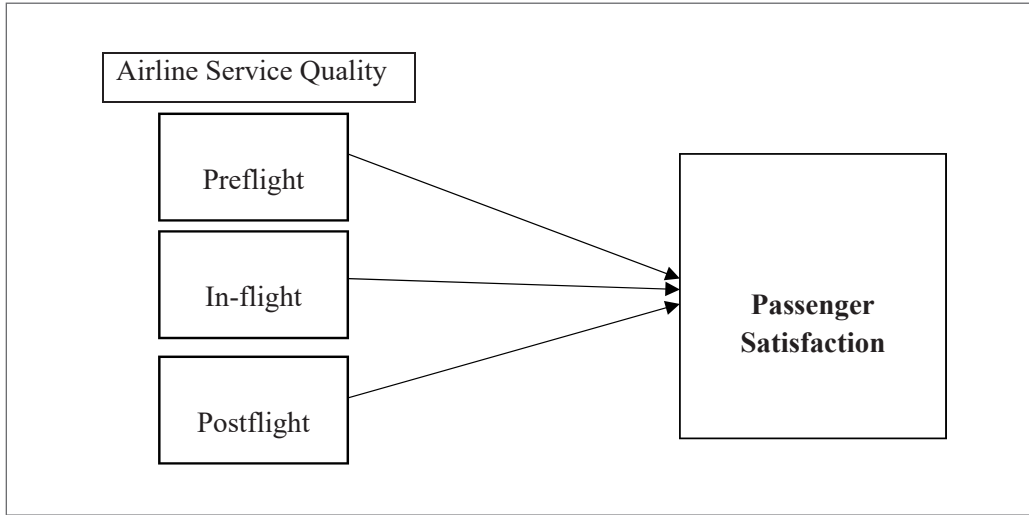 Airline Service Quality
Preflight
In-flight
Postflight
Passenger
Satisfaction